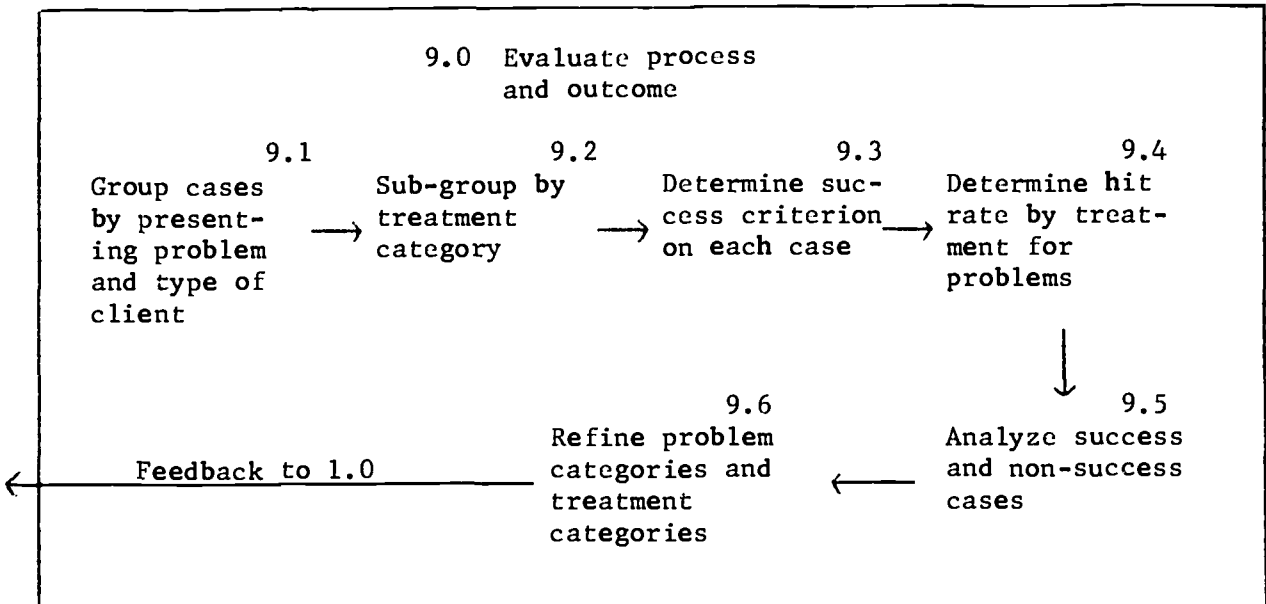 9.0 Evaluate process
and outcome
9.1
Group cases
by present-
ing problem
and type of
client
9.2
Sub-group by
treatment
category
9.3
Determine suc-
cess criterion
on each case
9.4
Determine hit
rate by treat-
ment for
problems
9.5
Analyze success
and non-success
cases
9.6
Refine problem
categories and
treatment
categories
Feedback to 1.0